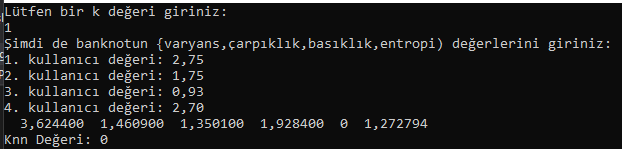 Lütfen bir k değeri giriniz:
1
Şimdi de banknotun {varyans,çarpıklık,basıklık,entropi) değerlerini giriniz:
1. kullanıcı değeri: 2,75
2. kullanıcı değeri: 1,75
3. kullanıcı değeri: 0,93
4. kullanıcı değeri: 2,70
3,624400 1,460900 1,350100 1,928400 0 1,272794
Knn Değeri: 0